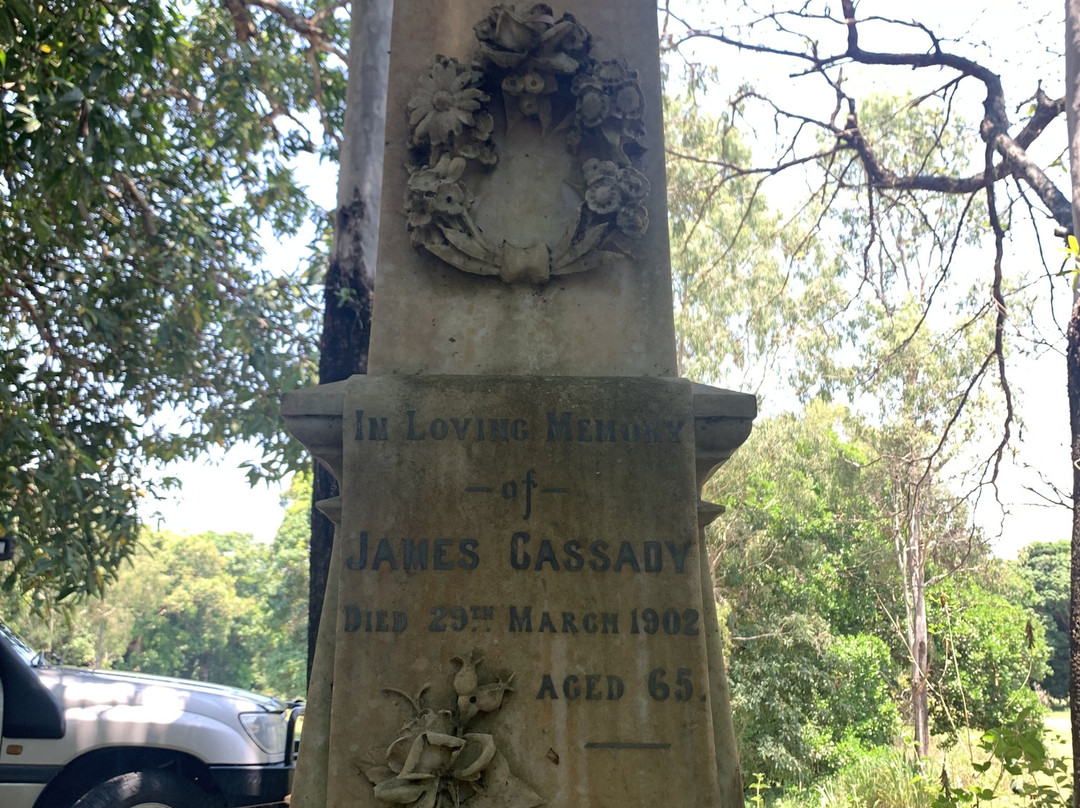 In Loving Memory
— of —
James Cassady
Died 29TH March 1902
aged 65.